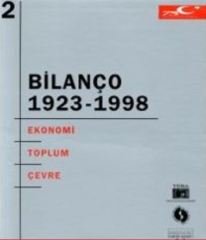 2
BİLANÇO
1923-1998
EKONOMİ
TOPLUM
ÇEVRE